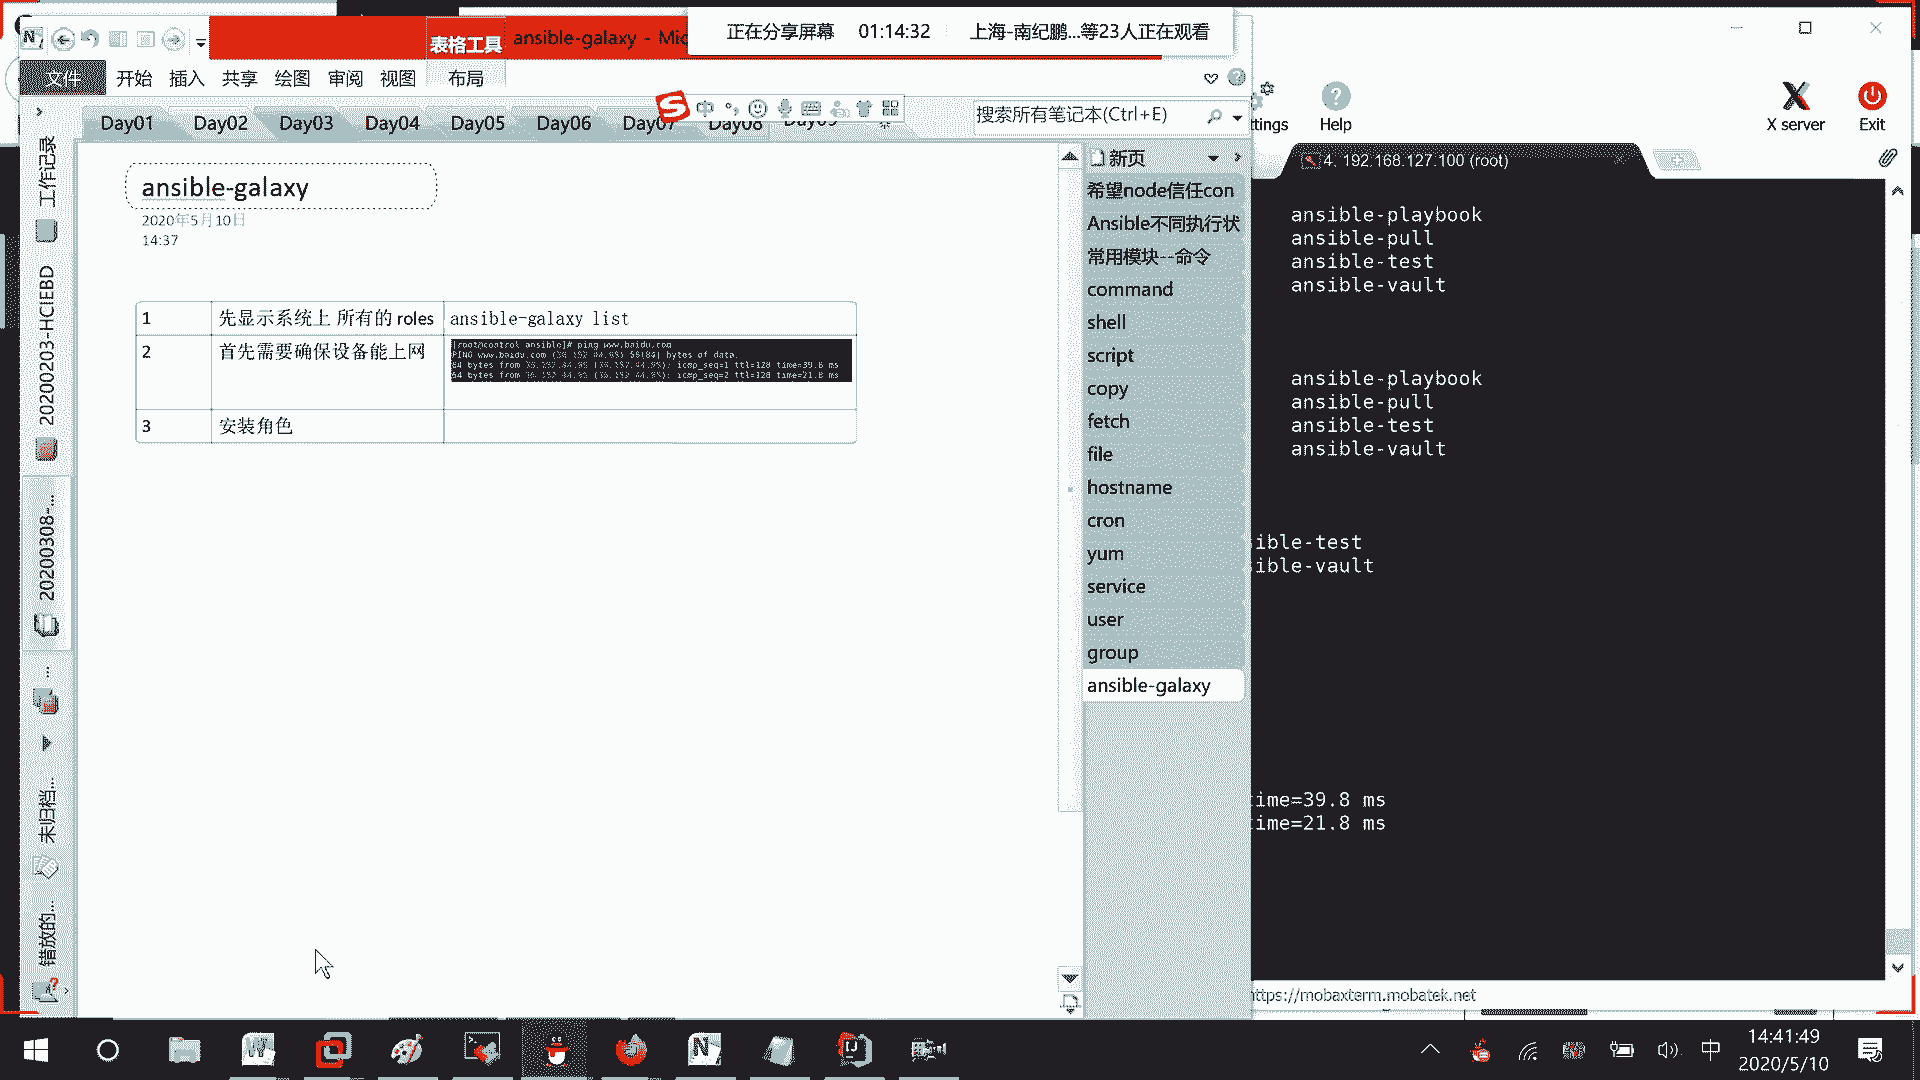 正在分享屏幕 01:14:32 上海-南纪鹏...等23人正在观看
表格工具 ansible-galaxy - Mic
文件 开始 插入 共享 绘图 审阅 视图 布局
Day01 Day02 Day03 Day04 Day05 Day06 Day07 Day08 Day09
搜索所有笔记本(Ctrl+E)
工作记录
20200203-HCIEBD
20200308-...
...
未归档...
错放的...
ansible-galaxy
2020年5月10日
14:37
1 先显示系统上 所有的 roles ansible-galaxy list
2 首先需要确保设备能上网
[root@control ansible]# ping www.baidu.com
3 安装角色
新页
希望node信任con
Ansible不同执行状
常用模块--命令
command
shell
script
copy
fetch
file
hostname
cron
yum
service
user
group
ansible-galaxy
ttings Help X server Exit
4. 192.168.127.100 (root)
ansible-playbook
ansible-pull
ansible-test
ansible-vault
ansible-playbook
ansible-pull
ansible-test
ansible-vault
ible-test
ible-vault
time=39.8 ms
time=21.8 ms
https://mobaxterm.mobatek.net
中
14:41:49
2020/5/10